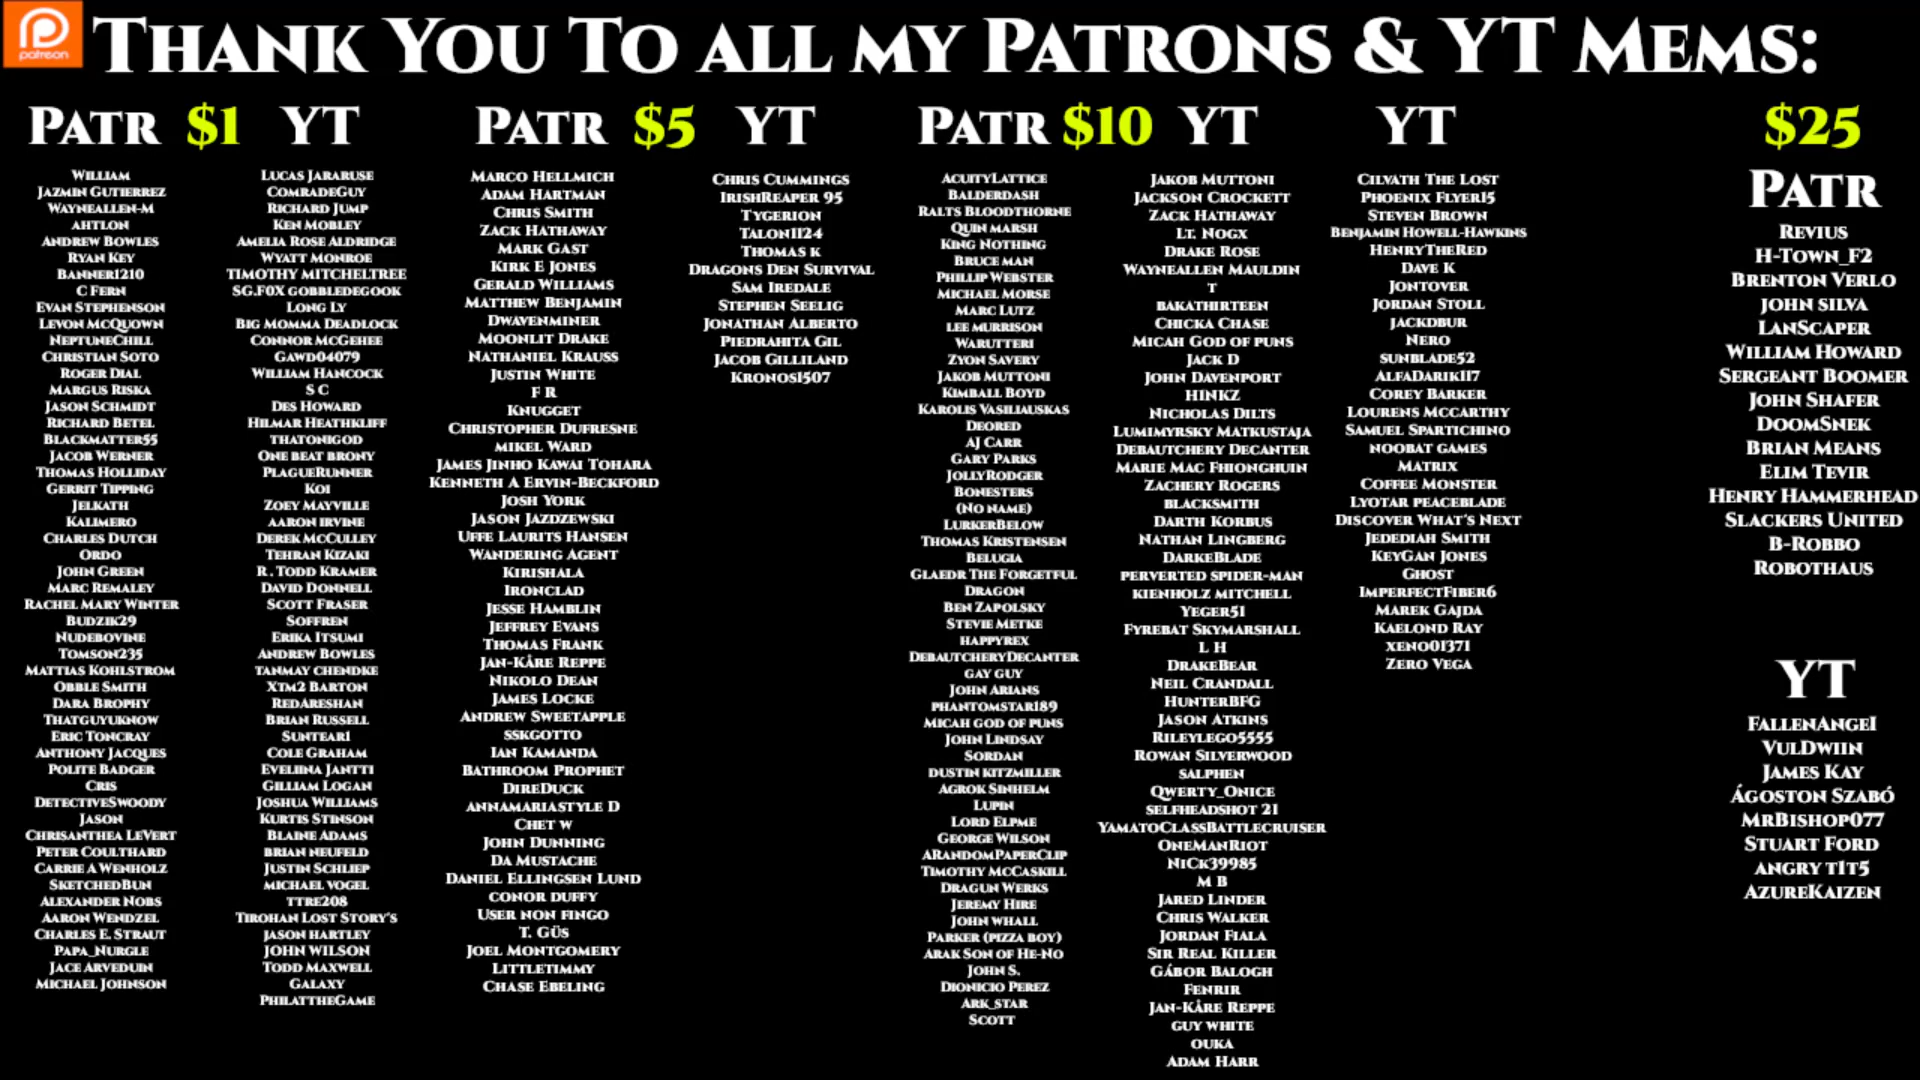 patreon
Thank You To all my Patrons & YT Mems:
Patr $1 YT
William
Jazmin Gutierrez
Wayneallen-M
ahtlon
Andrew Bowles
Ryan Key
Banner1210
C Fern
Evan Stephenson
Levon McQuown
NeptuneChill
Christian Soto
Roger Dial
Margus Riska
Jason Schmidt
Richard Betel
Blackmatter55
Jacob Werner
Thomas Holliday
Gerrit Tipping
Jelkath
Kalimero
Charles Dutch
Ordo
John Green
Marc Remaley
Rachel Mary Winter
Budzik29
Nudebovine
Tomson235
Mattias Kohlstrom
Obble Smith
Dara Brophy
Thatguyuknow
Eric Toncray
Anthony Jacques
Polite Badger
Cris
DetectiveSwoody
Jason
Chrisanthea LeVert
Peter Coulthard
Carrie A Wenholz
SketchedBun
Alexander Nobs
Aaron Wendzel
Charles E. Straut
Papa_Nurgle
Jace Arveduin
Michael Johnson
Lucas Jararuse
ComradeGuy
Richard Jump
Ken Mobley
Amelia Rose Aldridge
Wyatt Monroe
timothy mitcheltree
SG.F0X gobbledegook
Long Ly
Big Momma Deadlock
Connor McGehee
Gawd04079
William Hancock
S C
Des Howard
Hilmar Heathkliff
thatonigod
One beat brony
PlagueRunner
Koi
Zoey Mayville
aaron irvine
Derek McCulley
Tehran Kizaki
R . Todd Kramer
David Donnell
Scott Fraser
Soffren
Erika Itsumi
Andrew Bowles
tanmay chendke
Xtm2 Barton
RedAreshan
Brian Russell
Suntear1
Cole Graham
Eveliina Jantti
Gilliam Logan
Joshua Williams
Kurtis Stinson
Blaine Adams
brian neufeld
Justin Schliep
michael vogel
ttre208
Tirohan Lost Story's
jason hartley
JOHN WILSON
Todd Maxwell
Galaxy
PhilattheGame
Patr $5 YT
Marco Hellmich
Adam Hartman
Chris Smith
Zack Hathaway
Mark Gast
Kirk E Jones
Gerald Williams
Matthew Benjamin
Dwavenminer
Moonlit Drake
Nathaniel Krauss
Justin White
F R
Knugget
Christopher Dufresne
mikel Ward
James Jinho Kawai Tohara
Kenneth A Ervin-Beckford
Josh York
Jason Jazdzewski
Uffe Laurits Hansen
Wandering Agent
Kirishala
Ironclad
Jesse Hamblin
Jeffrey Evans
Thomas Frank
Jan-Kåre Reppe
Nikolo Dean
James Locke
Andrew Sweetapple
sskgotto
Ian Kamanda
Bathroom Prophet
DireDuck
annamariastyle D
Chet w
John Dunning
Da Mustache
Daniel Ellingsen Lund
conor duffy
User non fingo
T. Güs
Joel Montgomery
Littletimmy
Chase Ebeling
Chris Cummings
IrishReaper 95
Tygerion
Talon1124
Thomas K
Dragons Den Survival
Sam Iredale
Stephen Seelig
Jonathan Alberto
Piedrahita Gil
Jacob Gilliland
Kronos1507
Patr $10 YT YT
AcuityLattice
Balderdash
Ralts Bloodthorne
Quin marsh
King Nothing
Bruce man
Phillip Webster
Michael Morse
Marc Lutz
lee murrison
Warutteri
Zyon Savery
Jakob Muttoni
Kimball Boyd
Karolis Vasiliauskas
Deored
AJ Carr
Gary Parks
JollyRodger
Bonesters
(No name)
LurkerBelow
Thomas Kristensen
Belugia
Glaedr The Forgetful
Dragon
Ben Zapolsky
Stevie Metke
happyrex
DebautcheryDecanter
gay guy
John Arians
phantomstar189
Micah god of puns
John Lindsay
Sordan
dustin kitzmiller
Agrok Sinhelm
Lupin
Lord Elpme
George Wilson
ARandomPaperClip
Timothy McCaskill
Dragun Werks
Jeremy Hire
John whall
Parker (pizza boy)
Arak Son of He-No
John S.
Dionicio Perez
Ark_star
Scott
Jakob Muttoni
Jackson Crockett
Zack Hathaway
Lt. Nogx
Drake Rose
Wayneallen Mauldin
T
bakathirteen
Chicka Chase
Micah God of puns
Jack D
John Davenport
HINKZ
Nicholas Dilts
Lumimyrsky Matkustaja
Debautchery Decanter
Marie Mac Fhionghuin
Zachery Rogers
blacksmith
Darth Korbus
Nathan Lingberg
DarkeBlade
perverted spider-man
kienholz mitchell
Yeger51
Fyrebat Skymarshall
L H
DrakeBear
Neil Crandall
HunterBFG
Jason Atkins
Rileylego5555
Rowan Silverwood
salphen
Qwerty_Onice
selfheadshot 21
YamatoClassBattlecruiser
OneManRiot
NiCk39985
M B
Jared Linder
Chris Walker
Jordan Fiala
Sir Real Killer
Gábor Balogh
Fenrir
Jan-Kåre Reppe
guy white
ouka
Adam Harr
Cilvath The Lost
Phoenix Flyer15
Steven Brown
Benjamin Howell-Hawkins
HenryTheRed
Dave K
Jontover
Jordan Stoll
jackdbur
Nero
sunblade52
AlfaDarik117
Corey Barker
Lourens McCarthy
Samuel Spartichino
noobat games
Matrix
Coffee Monster
Lyotar peaceblade
Discover What's Next
Jedediah Smith
KeyGan Jones
Ghost
ImperfectFiber6
Marek Gajda
Kaelond Ray
xeno01371
Zero Vega
$25
Patr
Revius
H-Town_F2
Brenton Verlo
john silva
LanScaper
William Howard
Sergeant Boomer
John Shafer
DoomSnek
Brian Means
Elim Tevir
Henry Hammerhead
Slackers United
B-Robbo
Robothaus
YT
FallenAngel
VulDwiin
James Kay
Ágoston Szabó
MrBishop077
Stuart Ford
angry t1t5
AzureKaizen